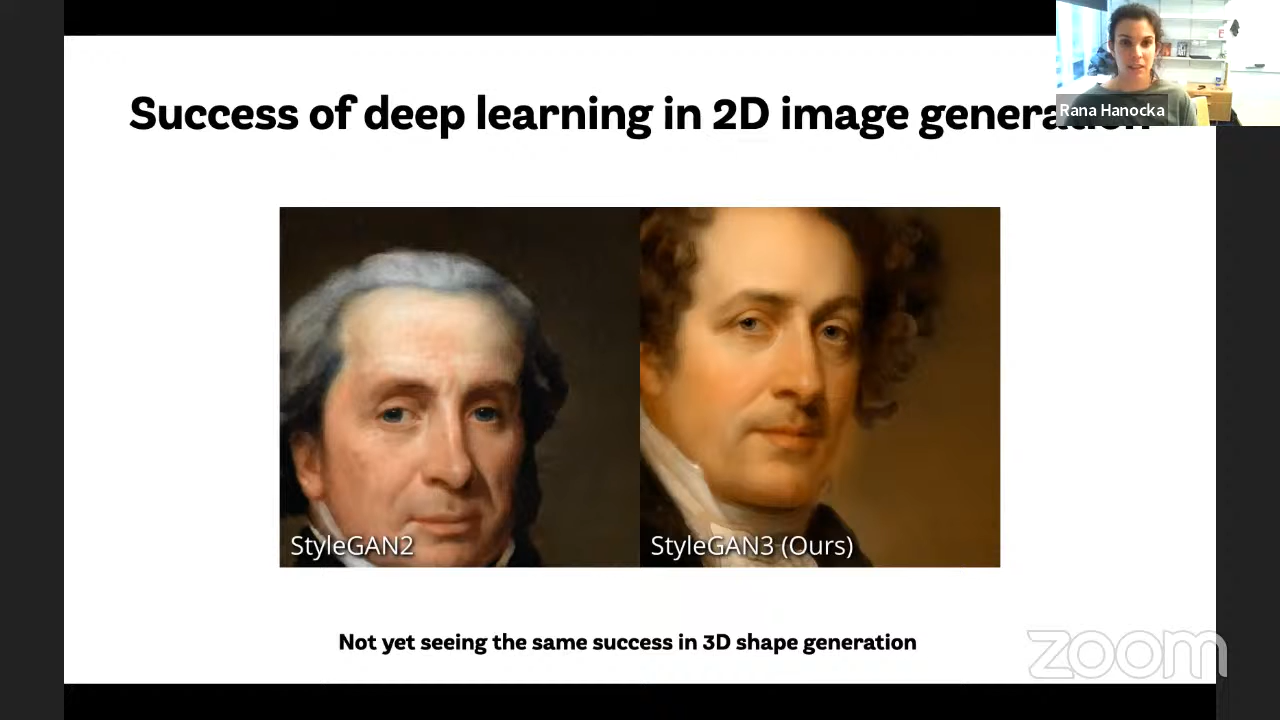 Success of deep learning in 2D image generation
Rana Hanocka
StyleGAN2
StyleGAN3 (Ours)
Not yet seeing the same success in 3D shape generation
zoom